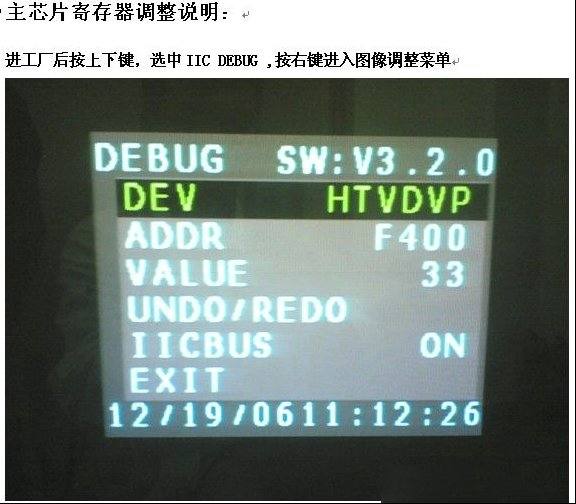 主芯片寄存器调整说明：
进工厂后按上下键，选中 IIC DEBUG ,按右键进入图像调整菜单
DEBUG SW:V3.2.0
DEV HTVDVP
ADDR F400
VALUE 33
UNDO/REDO
IICBUS ON
EXIT
12/19/0611:12:26